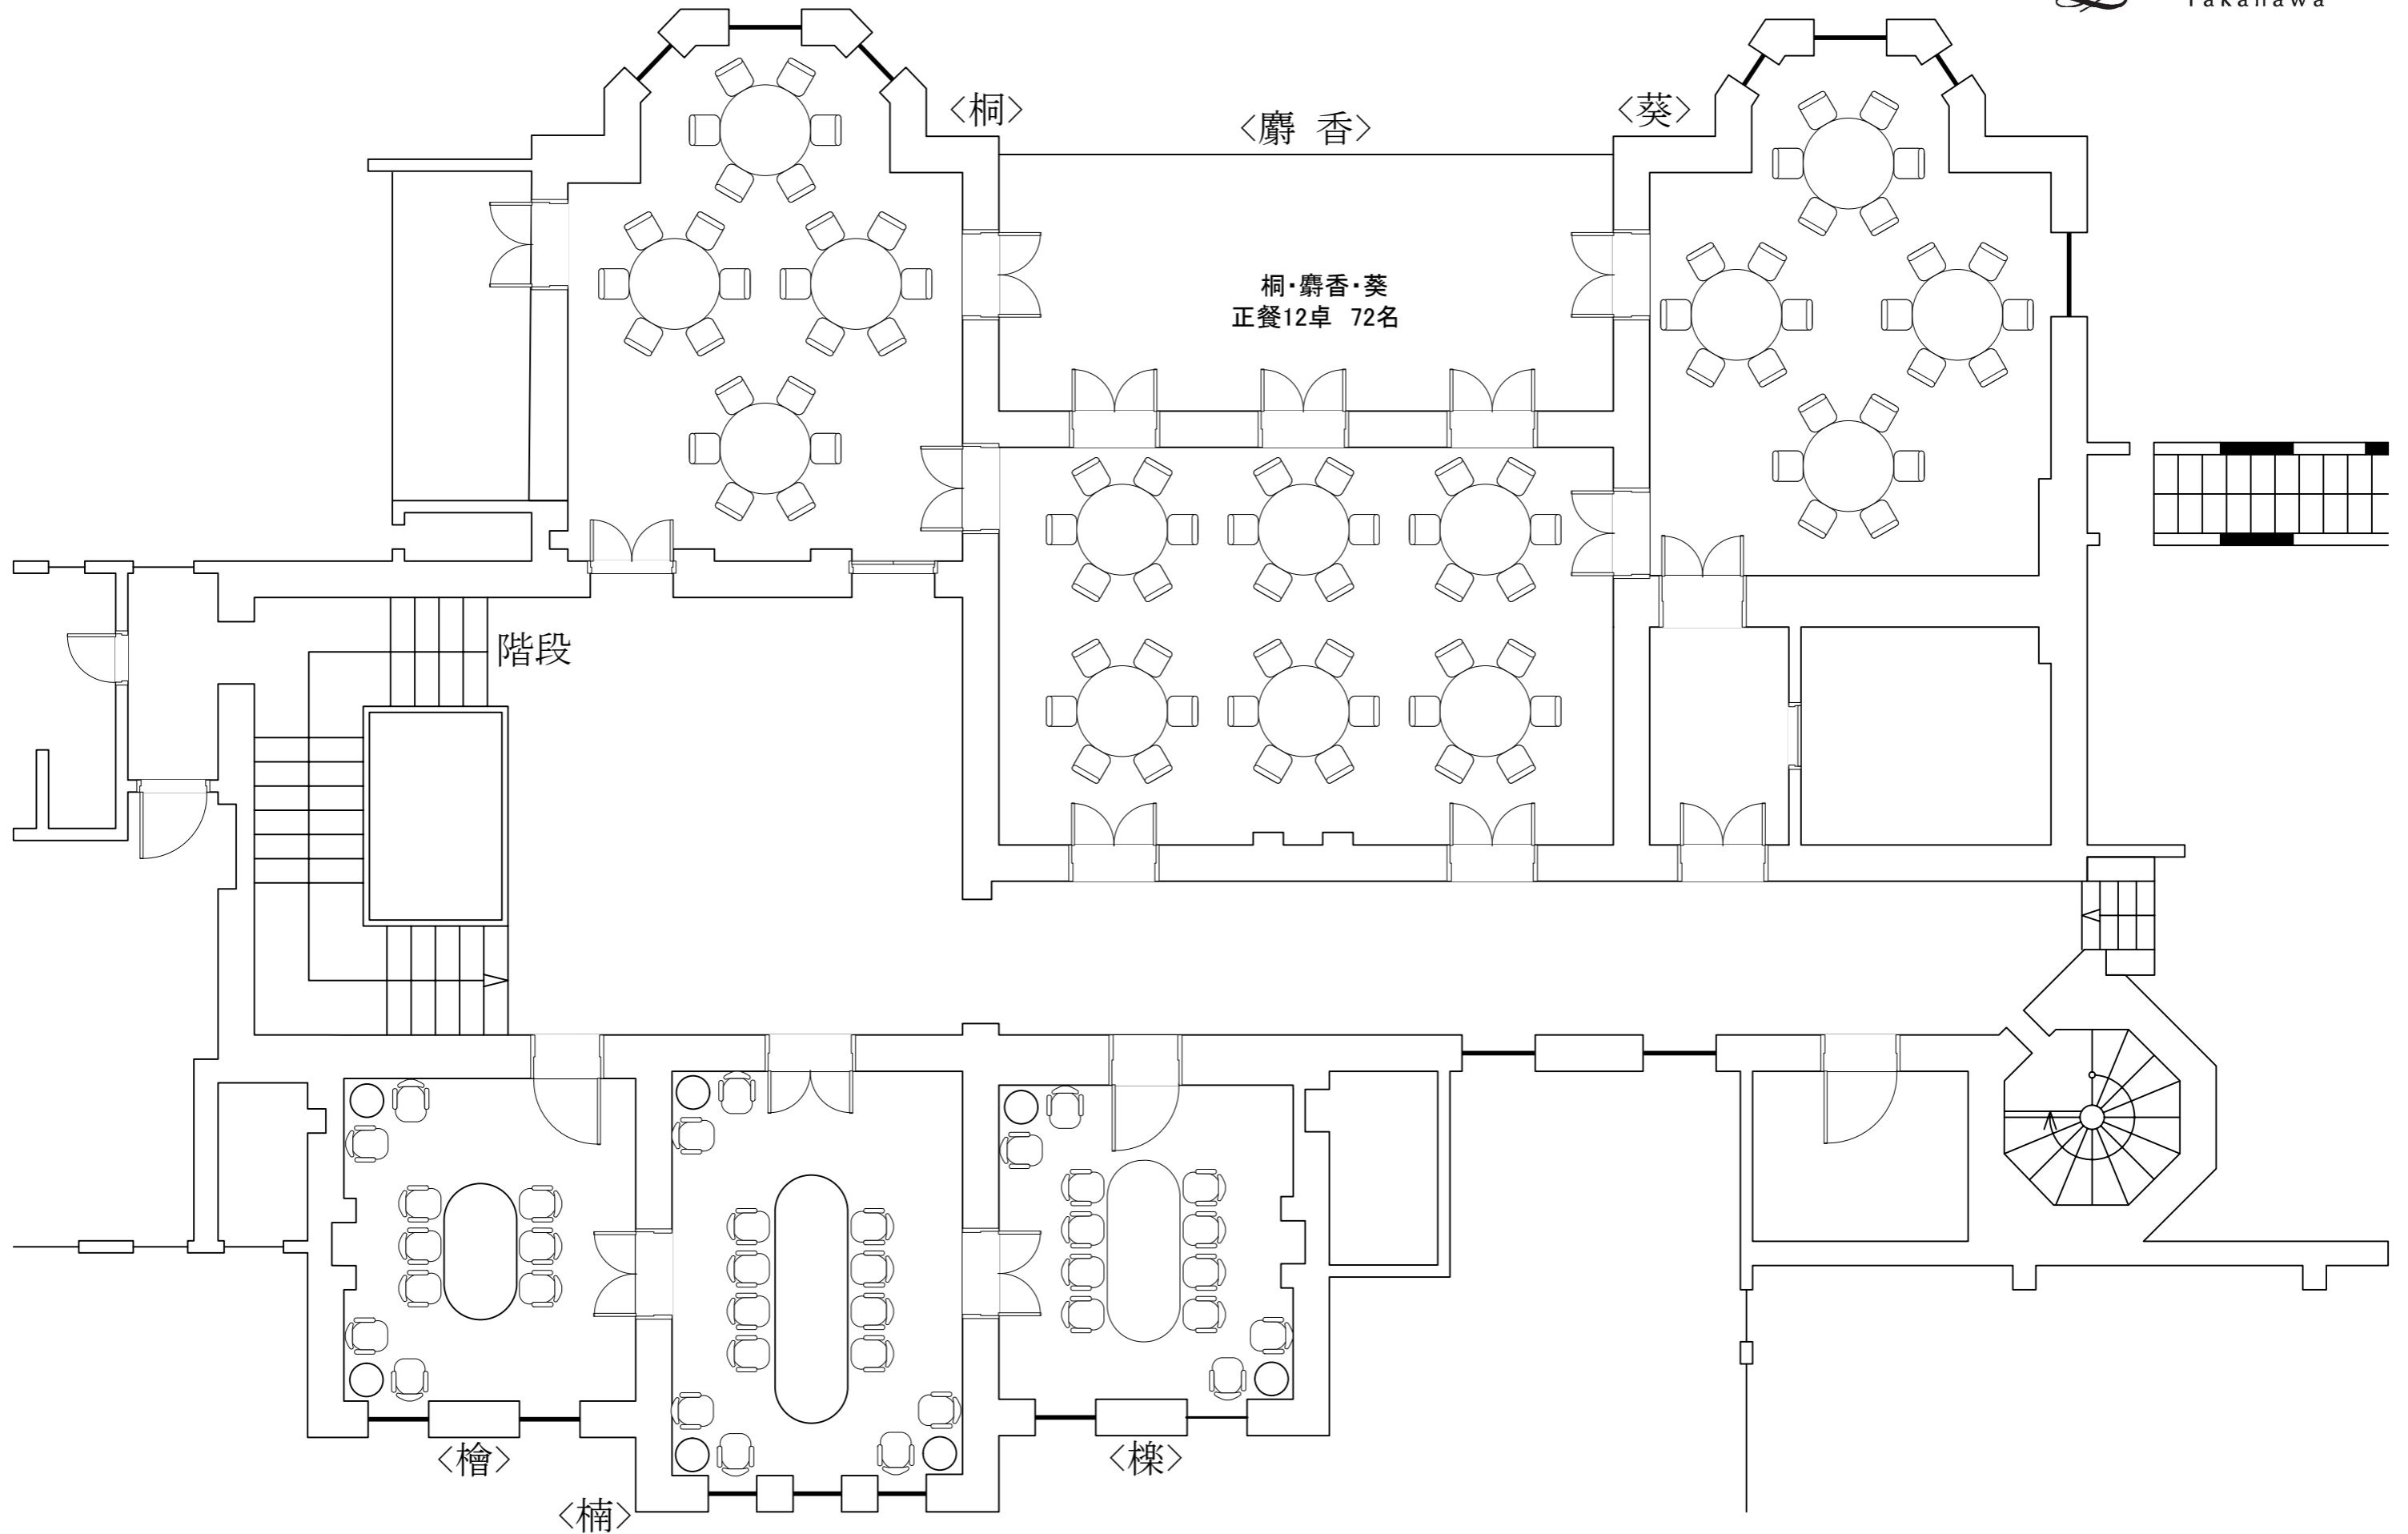 Takanawa
<桐>
<麝 香>
<葵>
桐・麝香・葵
正餐12卓 72名
階段
<檜>
<楠>
<檪>